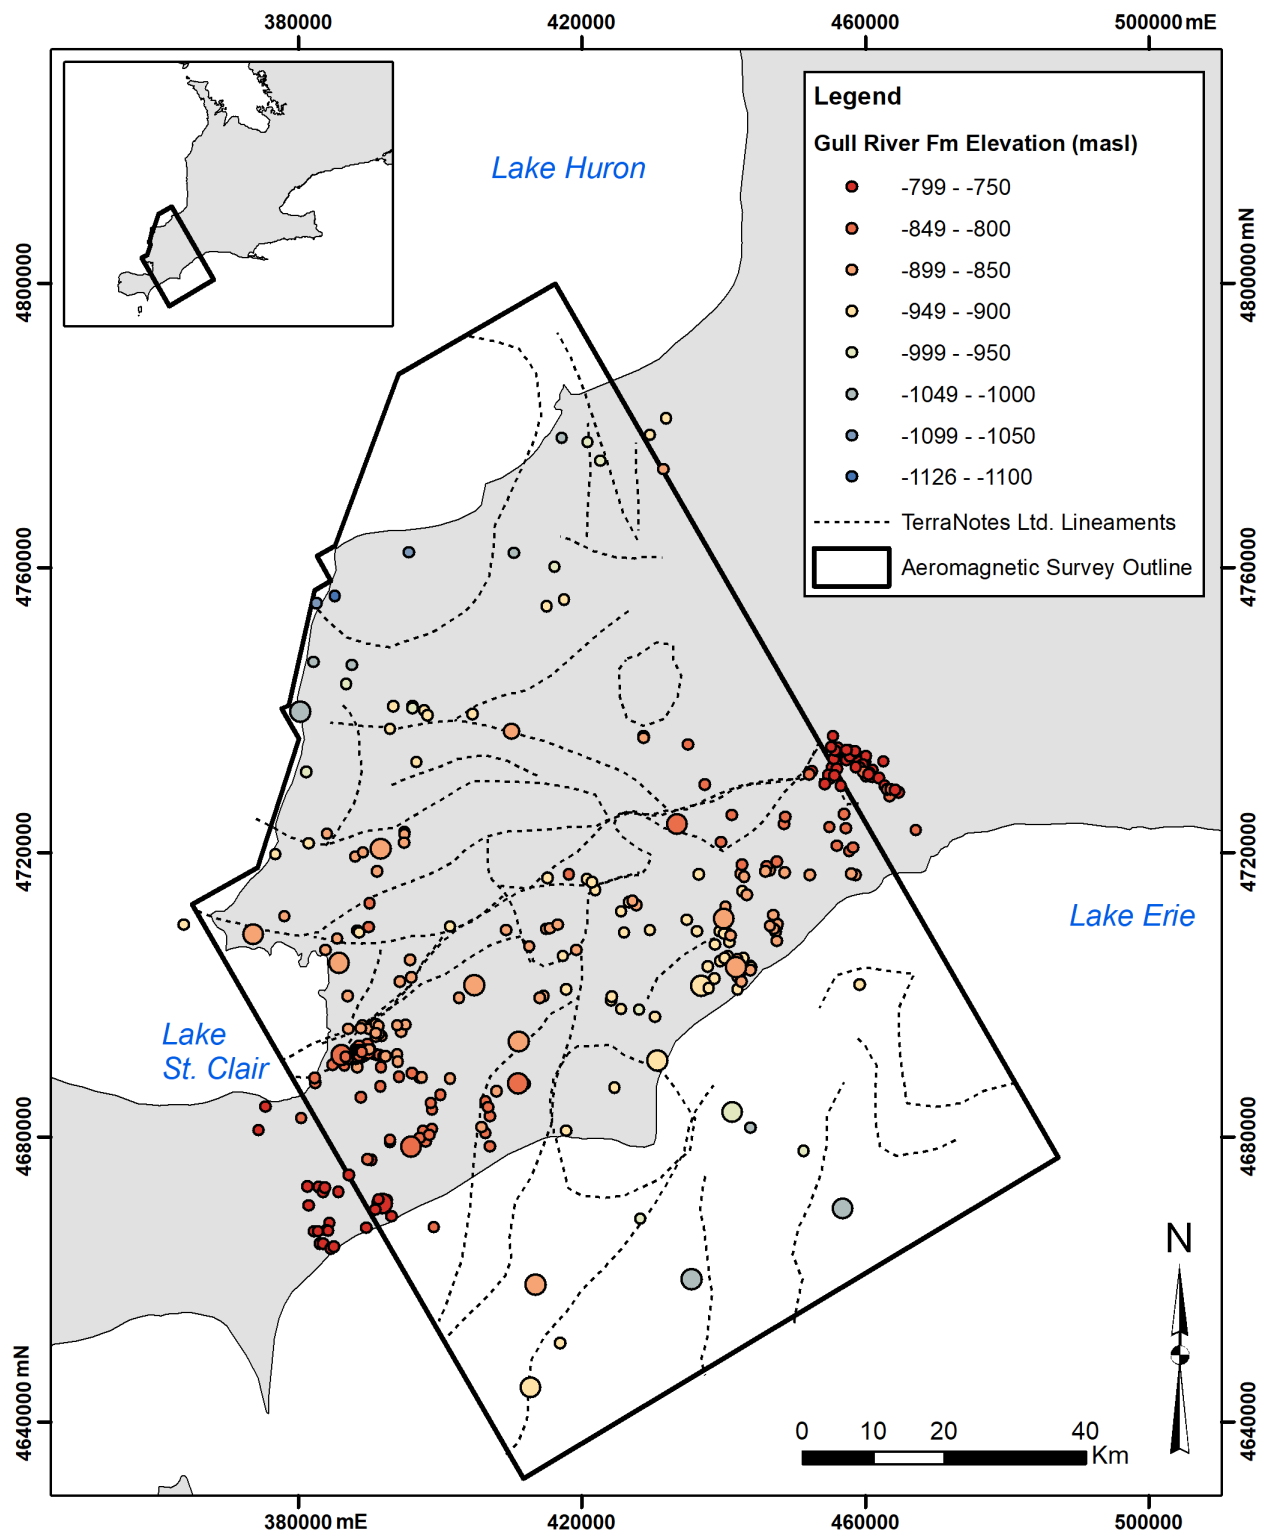 380000
420000
460000
500000 mE
Legend
Gull River Fm Elevation (masl)
-799 - -750
-849 - -800
-899 - -850
-949 - -900
-999 - -950
-1049 - -1000
-1099 - -1050
-1126 - -1100
TerraNotes Ltd. Lineaments
Aeromagnetic Survey Outline
Lake Huron
4800000
4800000 mN
4760000
4760000
4720000
4720000
Lake Erie
Lake
St. Clair
4680000
4680000
N
4640000 mN
4640000
0 10 20 40
Km
380000 mE
420000
460000
500000